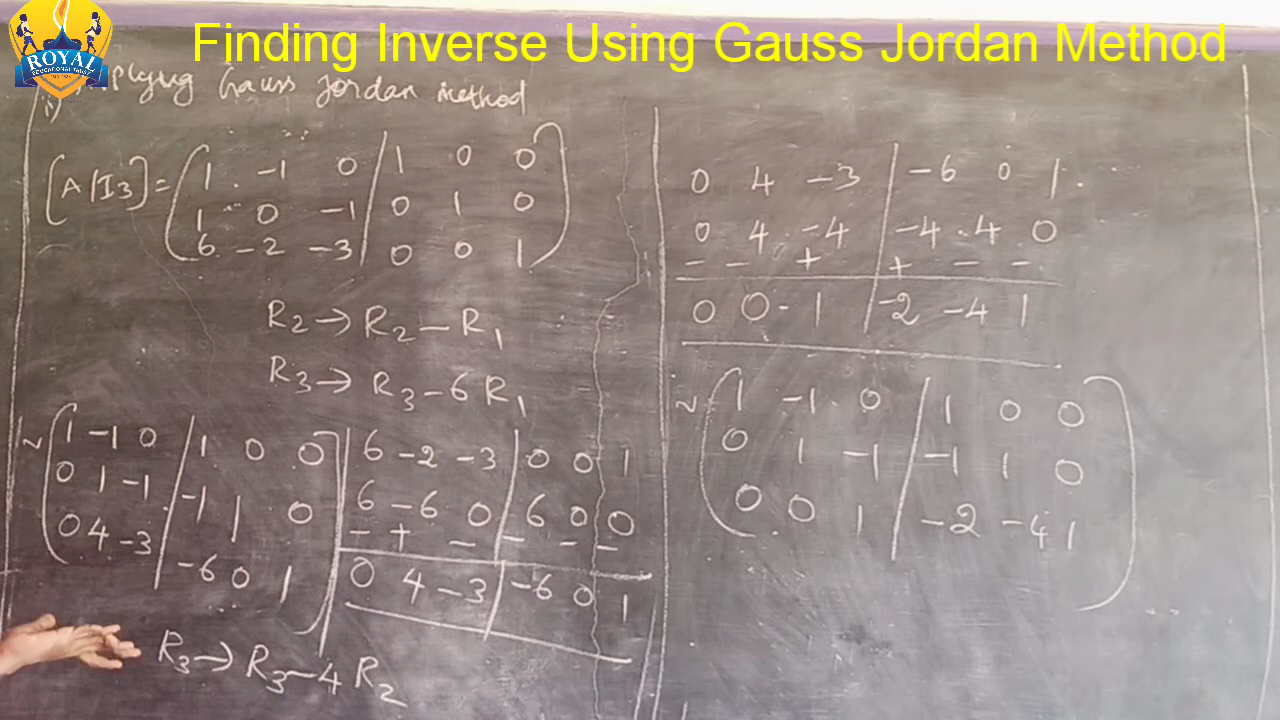 Finding Inverse Using Gauss Jordan Method
ROYAL
i) Applying Gauss Jordan method
[A/I3] = 1 -1 0 | 1 0 0
1 0 -1 | 0 1 0
6 -2 -3 | 0 0 1
R2 → R2 - R1
R3 → R3 - 6 R1
~ 1 -1 0 | 1 0 0
0 1 -1 | -1 1 0
0 4 -3 | -6 0 1
6 -2 -3 | 0 0 1
6 -6 0 | 6 0 0
- + - | - - -
0 4 -3 | -6 0 1
R3 → R3 - 4 R2
0 4 -3 | -6 0 1
0 4 -4 | -4 4 0
- - + | + - -
0 0 1 | -2 -4 1
~ 1 -1 0 | 1 0 0
0 1 -1 | -1 1 0
0 0 1 | -2 -4 1